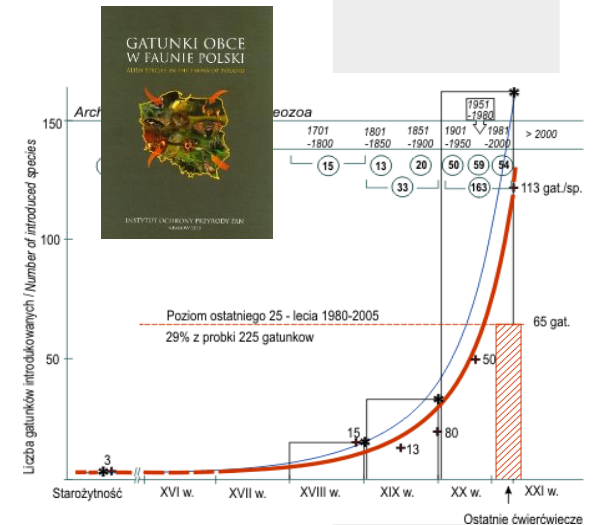 GATUNKI OBCE
W FAUNIE POLSKI
ALIEN SPECIES IN THE FAUNA OF POLAND
INSTYTUT OCHRONY PRZYRODY PAN
Liczba gatunków introdukowanych / Number of introduced species
150
100
50
1701
-1800
1801
-1850
1851
-1900
1901
-1950
1951
-1980
1981
-2000
> 2000
15
13
20
50
59
54
33
163
113 gat./sp.
Poziom ostatniego 25 - lecia 1980-2005
65 gat.
29% z probki 225 gatunkow
50
15
13
80
3
Starożytność
XVI w.
XVII w.
XVIII w.
XIX w.
XX w.
XXI w.
Ostatnie ćwierćwiecze